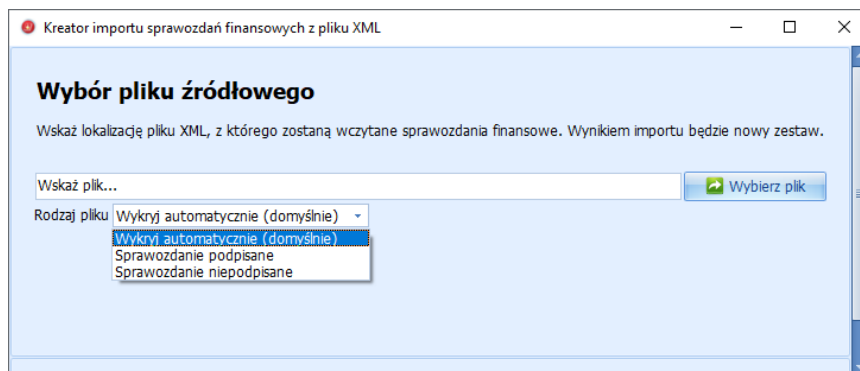 Kreator importu sprawozdań finansowych z pliku XML
Wybór pliku źródłowego
Wskaż lokalizację pliku XML, z którego zostaną wczytane sprawozdania finansowe. Wynikiem importu będzie nowy zestaw.
Wskaż plik...
Wybierz plik
Rodzaj pliku Wykryj automatycznie (domyślnie)
Wykryj automatycznie (domyślnie)
Sprawozdanie podpisane
Sprawozdanie niepodpisane